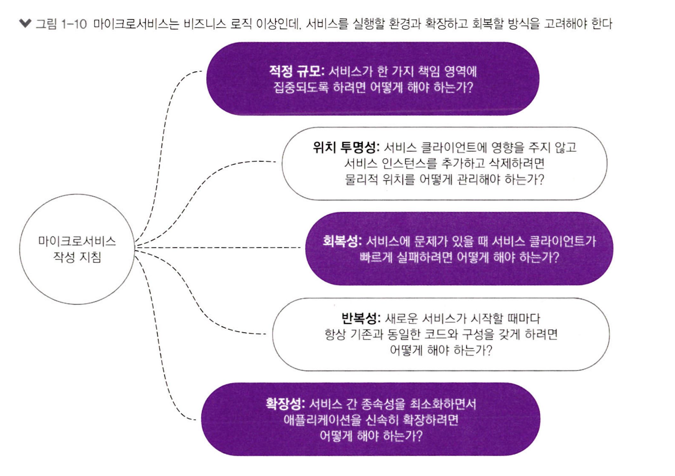 그림 1-10 마이크로서비스는 비즈니스 로직 이상인데, 서비스를 실행할 환경과 확장하고 회복할 방식을 고려해야 한다
적정 규모: 서비스가 한 가지 책임 영역에
집중되도록 하려면 어떻게 해야 하는가?
위치 투명성: 서비스 클라이언트에 영향을 주지 않고
서비스 인스턴스를 추가하고 삭제하려면
물리적 위치를 어떻게 관리해야 하는가?
마이크로서비스
작성 지침
회복성: 서비스에 문제가 있을 때 서비스 클라이언트가
빠르게 실패하려면 어떻게 해야 하는가?
반복성: 새로운 서비스가 시작할 때마다
항상 기존과 동일한 코드와 구성을 갖게 하려면
어떻게 해야 하는가?
확장성: 서비스 간 종속성을 최소화하면서
애플리케이션을 신속히 확장하려면
어떻게 해야 하는가?